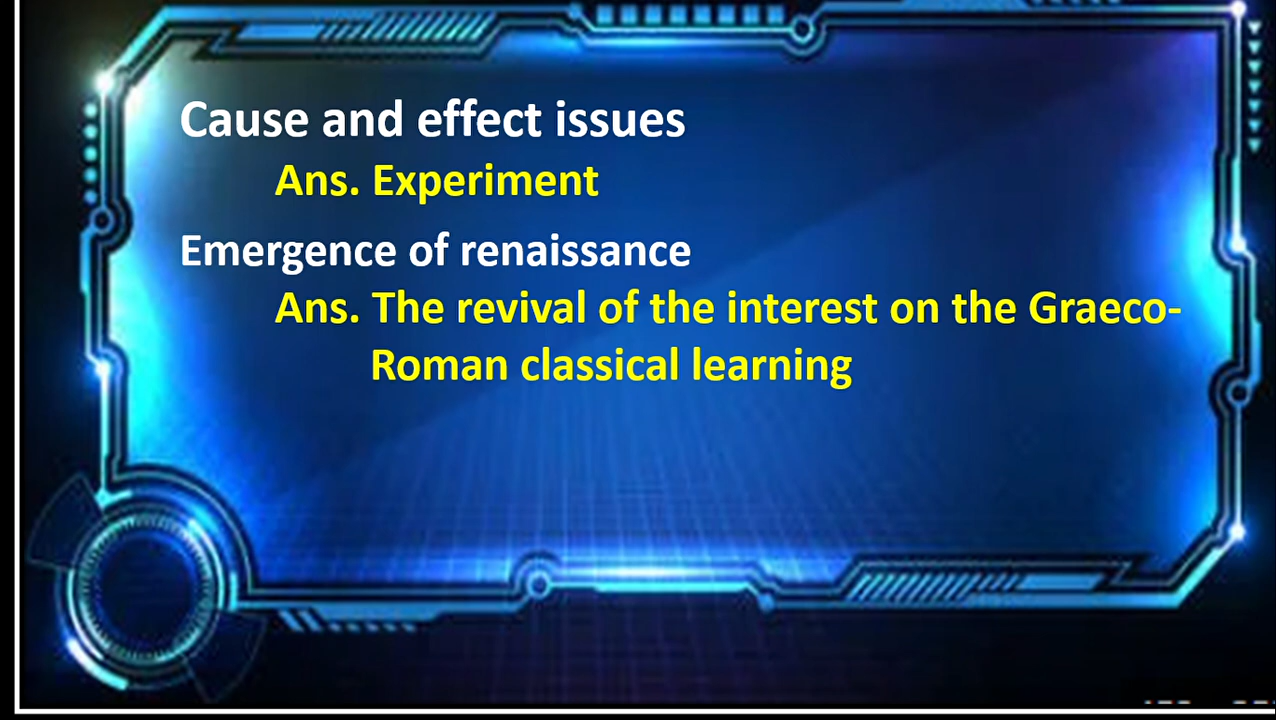 Cause and effect issues
Ans. Experiment
Emergence of renaissance
Ans. The revival of the interest on the Graeco-
Roman classical learning